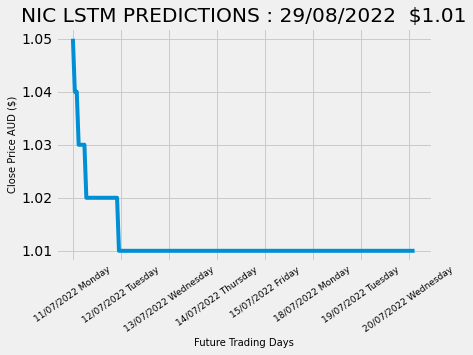 NIC LSTM PREDICTIONS : 29/08/2022  $1.01
1.05
1.04
1.03
1.02
1.01
Close Price AUD ($)
11/07/2022 Monday
12/07/2022 Tuesday
13/07/2022 Wednesday
14/07/2022 Thursday
15/07/2022 Friday
18/07/2022 Monday
19/07/2022 Tuesday
20/07/2022 Wednesday
Future Trading Days